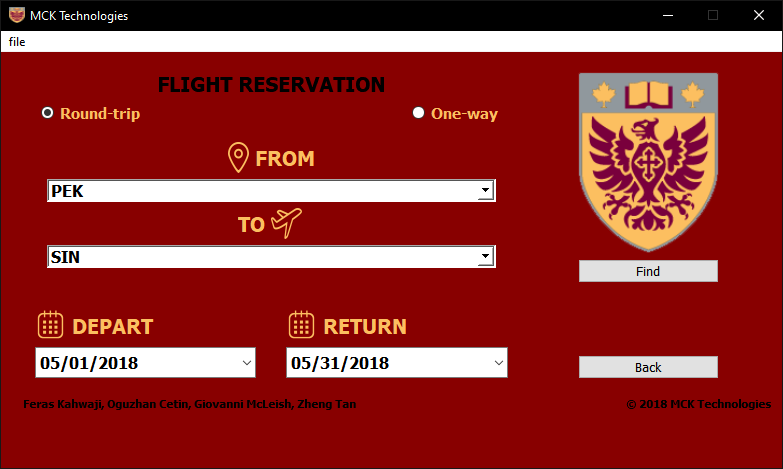 MCK Technologies
file
FLIGHT RESERVATION
Round-trip
One-way
FROM
PEK
TO
SIN
Find
DEPART
RETURN
05/01/2018
05/31/2018
Back
Feras Kahwaji, Oguzhan Cetin, Giovanni McLeish, Zheng Tan
© 2018 MCK Technologies